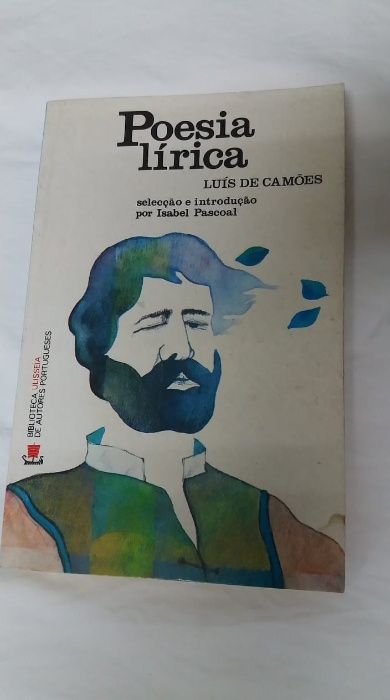 Poesia
lírica
LUÍS DE CAMÕES
selecção e introdução
por Isabel Pascoal
BIBLIOTECA ULISSEIA
DE AUTORES PORTUGUESES